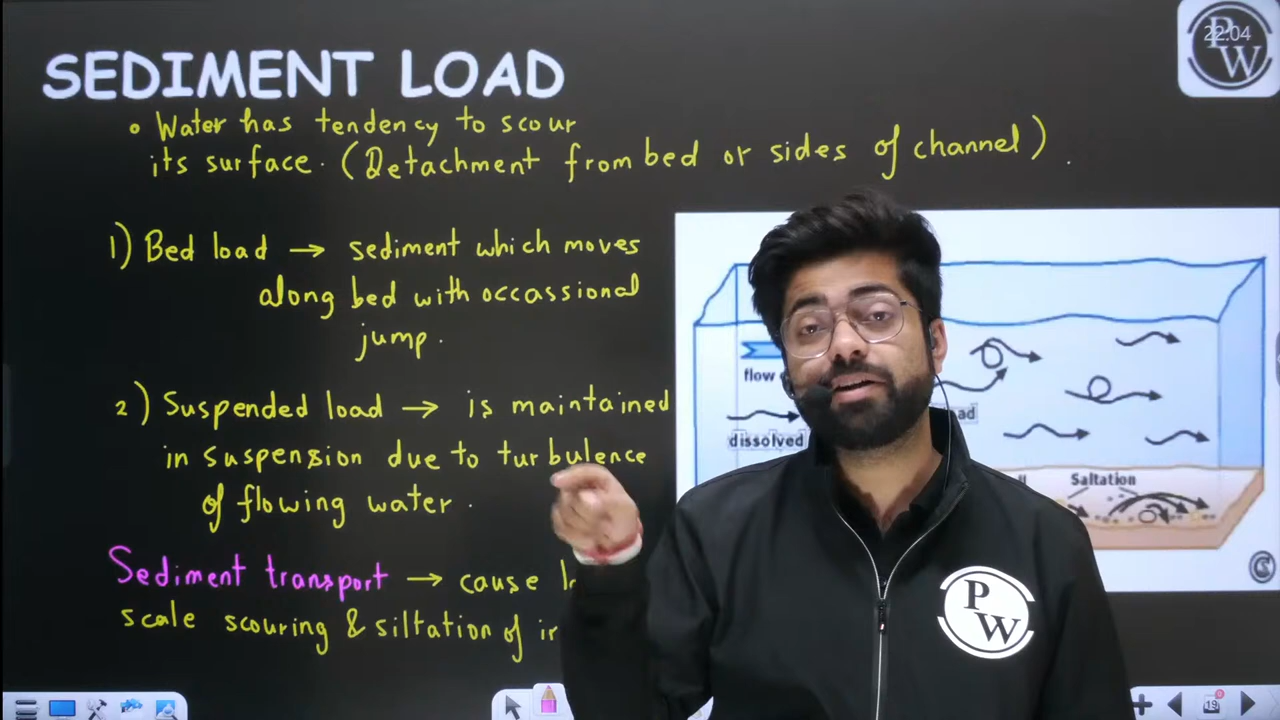 SEDIMENT LOAD
• Water has tendency to scour
its surface. (Detachment from bed or sides of channel).
1) Bed load → sediment which moves
along bed with occassional
jump.
2) Suspended load → is maintained
in suspension due to turbulence
of flowing water.
Sediment transport → cause
scale scouring & siltation of
flow
dissolved
Saltation
22:04
PW
PW
19